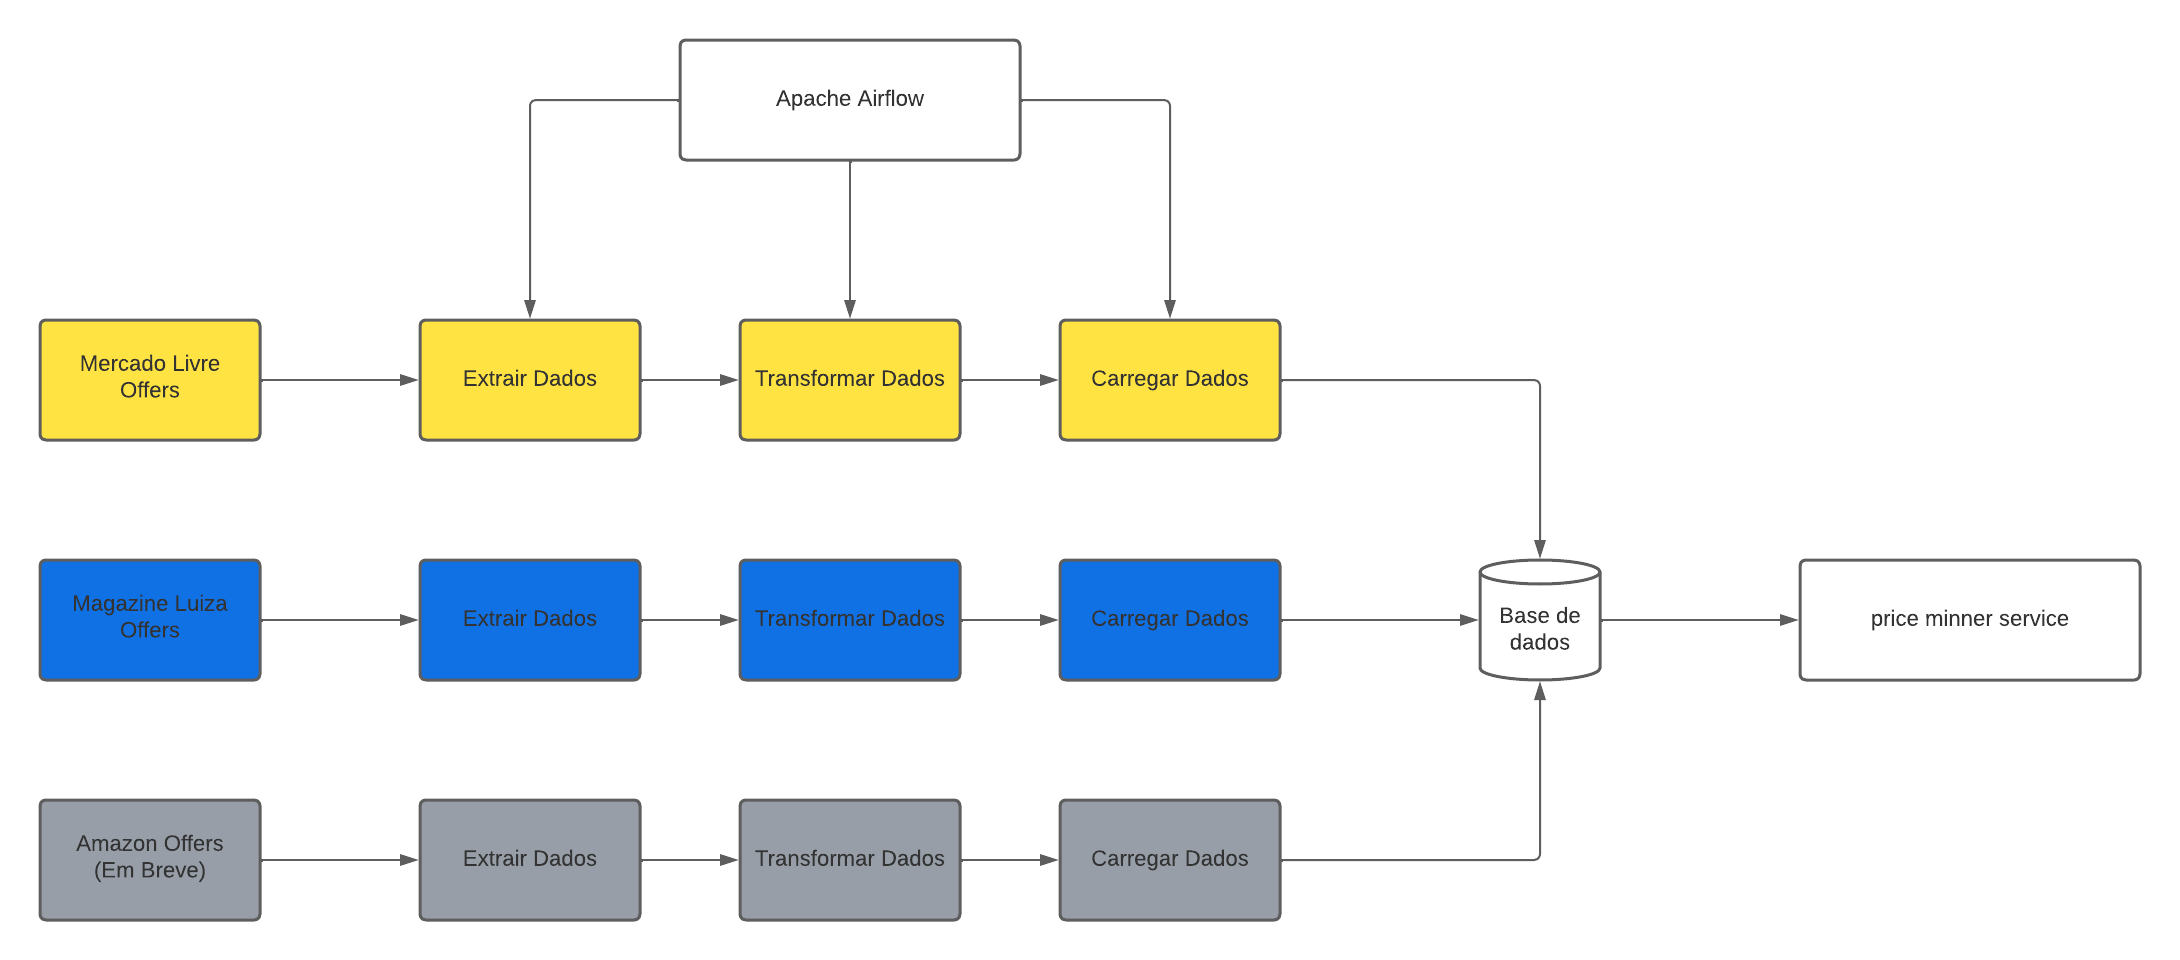 Apache Airflow
Mercado Livre
Offers
Extrair Dados
Transformar Dados
Carregar Dados
Magazine Luiza
Offers
Extrair Dados
Transformar Dados
Carregar Dados
Base de
dados
price minner service
Amazon Offers
(Em Breve)
Extrair Dados
Transformar Dados
Carregar Dados